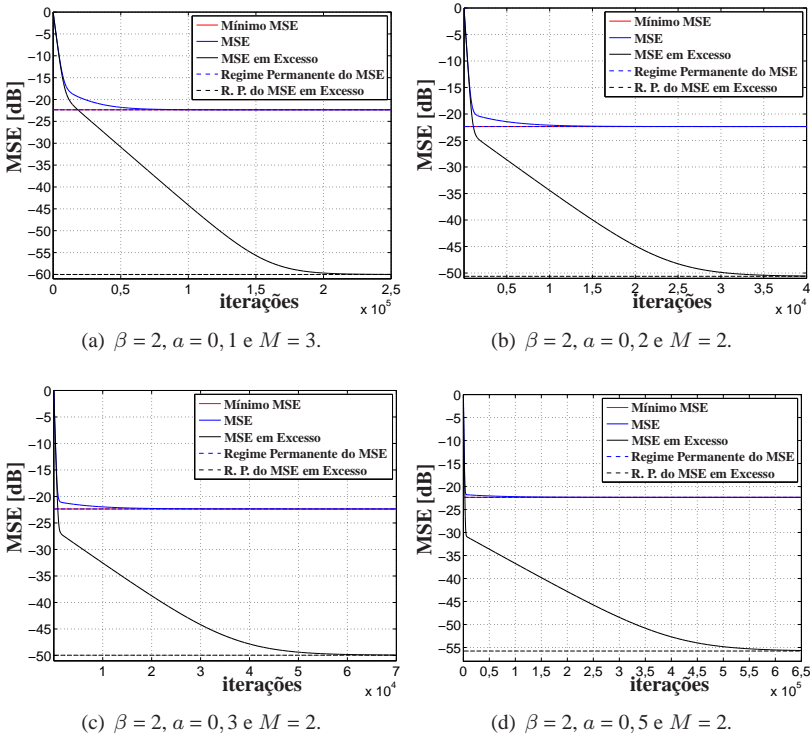 MSE [dB]
0
−5
−10
−15
−20
−25
−30
−35
−40
−45
−50
−55
−60
Mínimo MSE
MSE
MSE em Excesso
Regime Permanente do MSE
R. P. do MSE em Excesso
0 0,5 1 1,5 2 2,5
iterações
x 10⁵
(a) β = 2, a = 0, 1 e M = 3.
MSE [dB]
0
−5
−10
−15
−20
−25
−30
−35
−40
−45
−50
Mínimo MSE
MSE
MSE em Excesso
Regime Permanente do MSE
R. P. do MSE em Excesso
0,5 1 1,5 2 2,5 3 3,5 4
iterações
x 10⁴
(b) β = 2, a = 0, 2 e M = 2.
MSE [dB]
0
−5
−10
−15
−20
−25
−30
−35
−40
−45
−50
Mínimo MSE
MSE
MSE em Excesso
Regime Permanente do MSE
R. P. do MSE em Excesso
0 1 2 3 4 5 6 7
iterações
x 10⁴
(c) β = 2, a = 0, 3 e M = 2.
MSE [dB]
0
−5
−10
−15
−20
−25
−30
−35
−40
−45
−50
−55
Mínimo MSE
MSE
MSE em Excesso
Regime Permanente do MSE
R. P. do MSE em Excesso
0 0,5 1 1,5 2 2,5 3 3,5 4 4,5 5 5,5 6 6,5
iterações
x 10⁵
(d) β = 2, a = 0, 5 e M = 2.